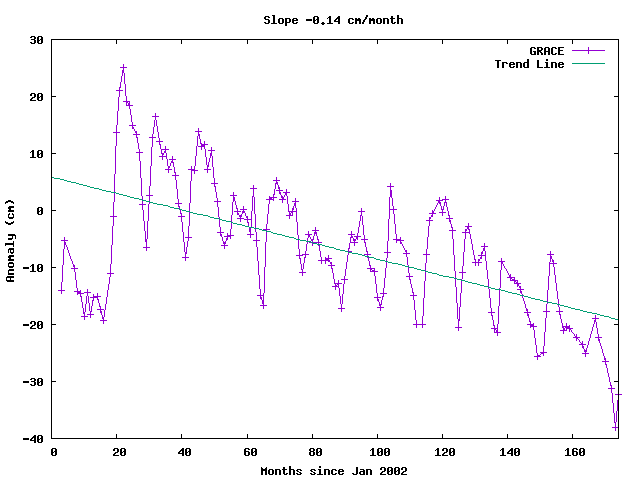 Slope -0.14 cm/month
GRACE
Trend Line
30
20
10
0
-10
-20
-30
-40
Anomaly (cm)
0 20 40 60 80 100 120 140 160
Months since Jan 2002